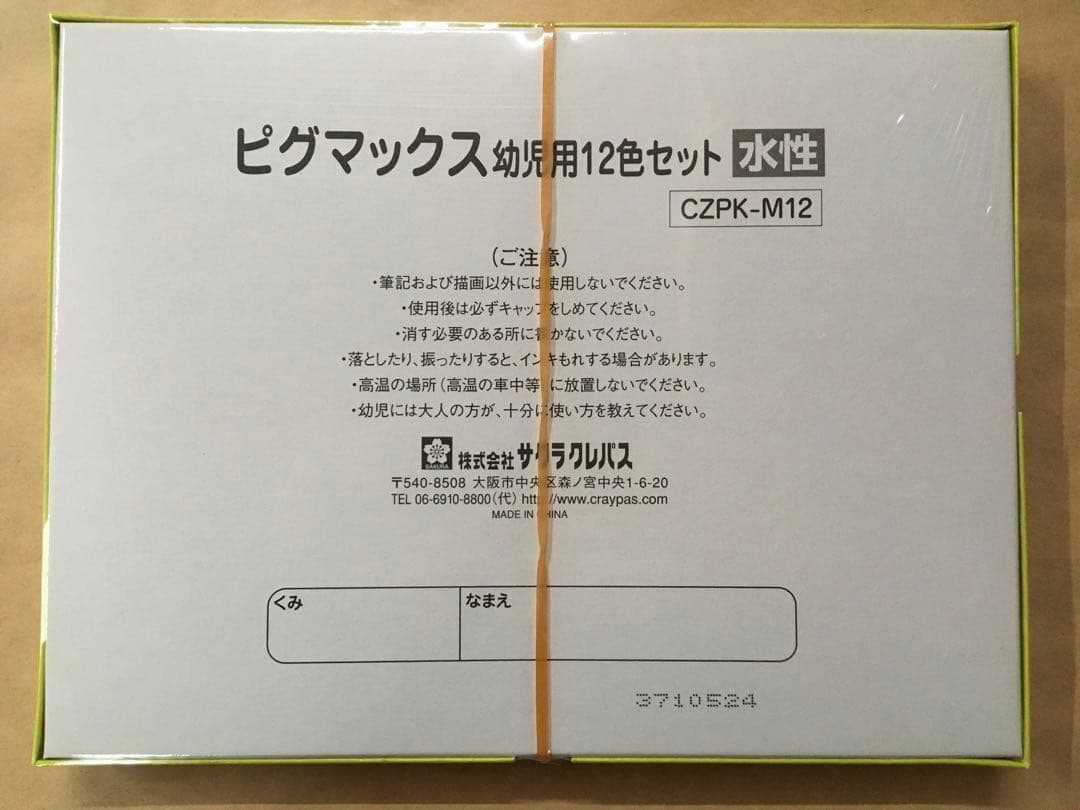 ピグマックス幼児用12色セット 水性
CZPK-M12
(ご注意)
・筆記および描画以外には使用しないでください。
・使用後は必ずキャップをしめてください。
・消す必要のある所に書かないでください。
・落としたり、振ったりすると、インキもれする場合があります。
・高温の場所(高温の車中等)に放置しないでください。
・幼児には大人の方が、十分に使い方を教えてください。
SAKURA 株式会社サクラクレパス
〒540-8508 大阪市中央区森ノ宮中央1-6-20
TEL 06-6910-8800(代) http://www.craypas.com
MADE IN CHINA
くみ なまえ
3710524